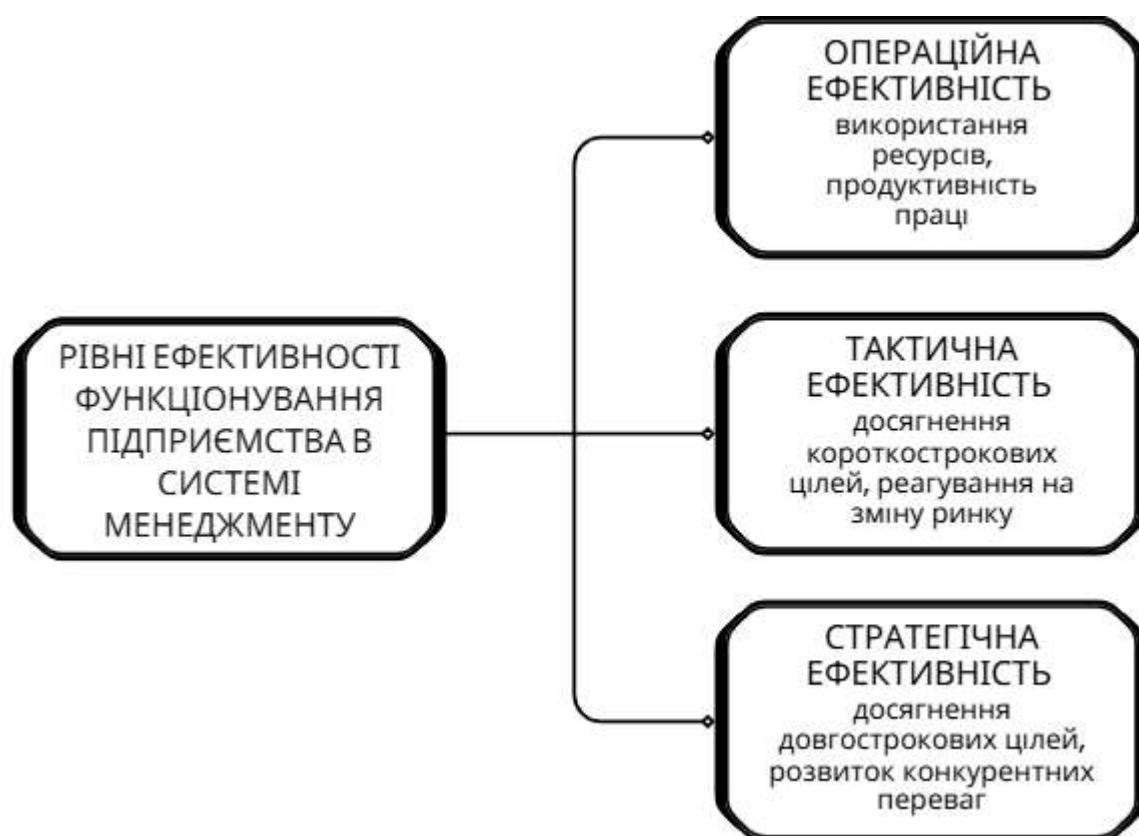 РІВНІ ЕФЕКТИВНОСТІ
ФУНКЦІОНУВАННЯ
ПІДПРИЄМСТВА В
СИСТЕМІ
МЕНЕДЖМЕНТУ
ОПЕРАЦІЙНА
ЕФЕКТИВНІСТЬ
використання
ресурсів,
продуктивність
праці
ТАКТИЧНА
ЕФЕКТИВНІСТЬ
досягнення
короткострокових
цілей, реагування на
зміну ринку
СТРАТЕГІЧНА
ЕФЕКТИВНІСТЬ
досягнення
довгострокових цілей,
розвиток конкурентних
переваг